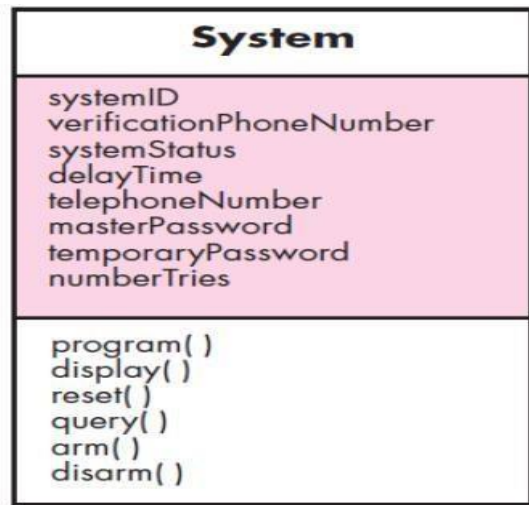 System
systemID
verificationPhoneNumber
systemStatus
delayTime
telephoneNumber
masterPassword
temporaryPassword
numberTries
program( )
display( )
reset( )
query( )
arm( )
disarm( )